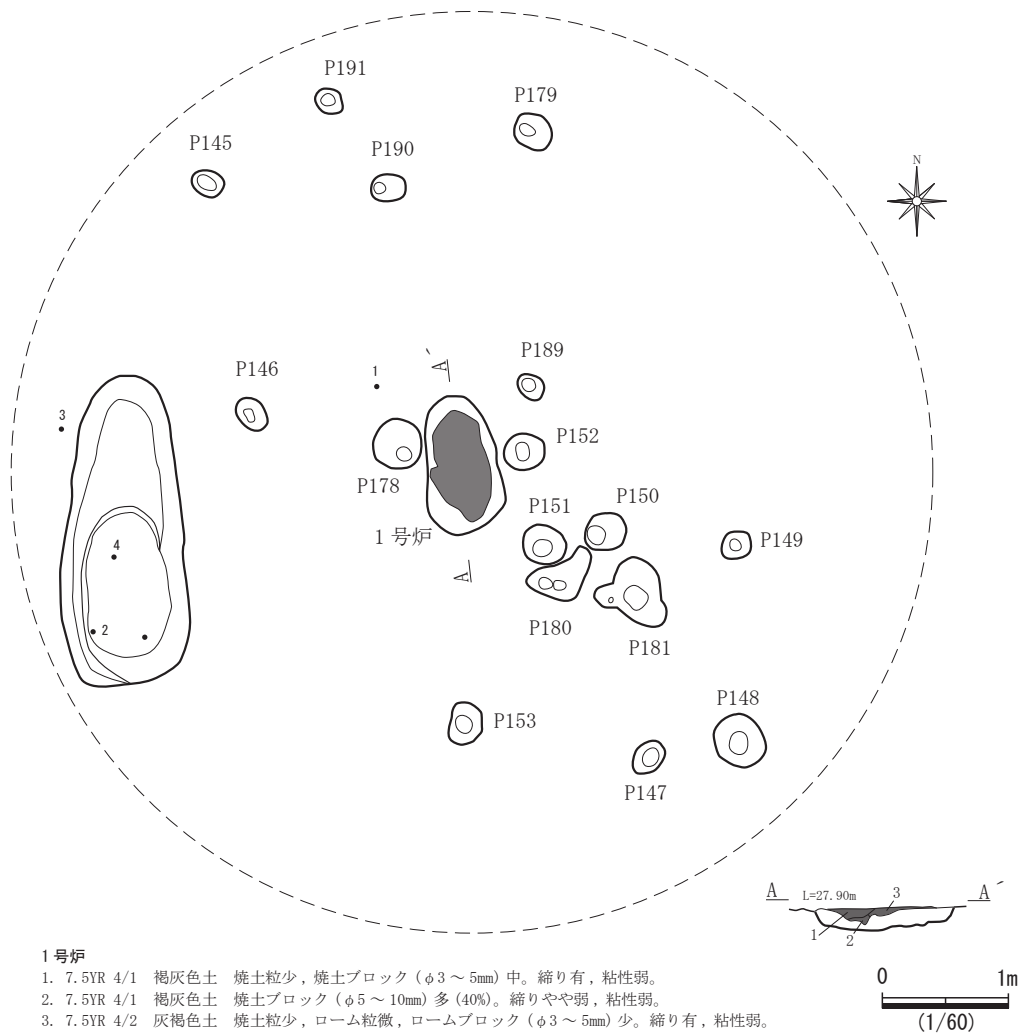 P191
P179
P145
P190
N
P189
A´
1
P146
3
P152
P178
P150
P151
1号炉
P149
4
A
P180
2
P181
P148
P153
P147
A L=27.90m 3 A´
1
2
1号炉
1. 7.5YR 4/1 褐灰色土 焼土粒少，焼土ブロック（φ3～5mm）中。締り有，粘性弱。
2. 7.5YR 4/1 褐灰色土 焼土ブロック（φ5～10mm）多（40%）。締りやや弱，粘性弱。
3. 7.5YR 4/2 灰褐色土 焼土粒少，ローム粒微，ロームブロック（φ3～5mm）少。締り有，粘性弱。
0 1m
(1/60)